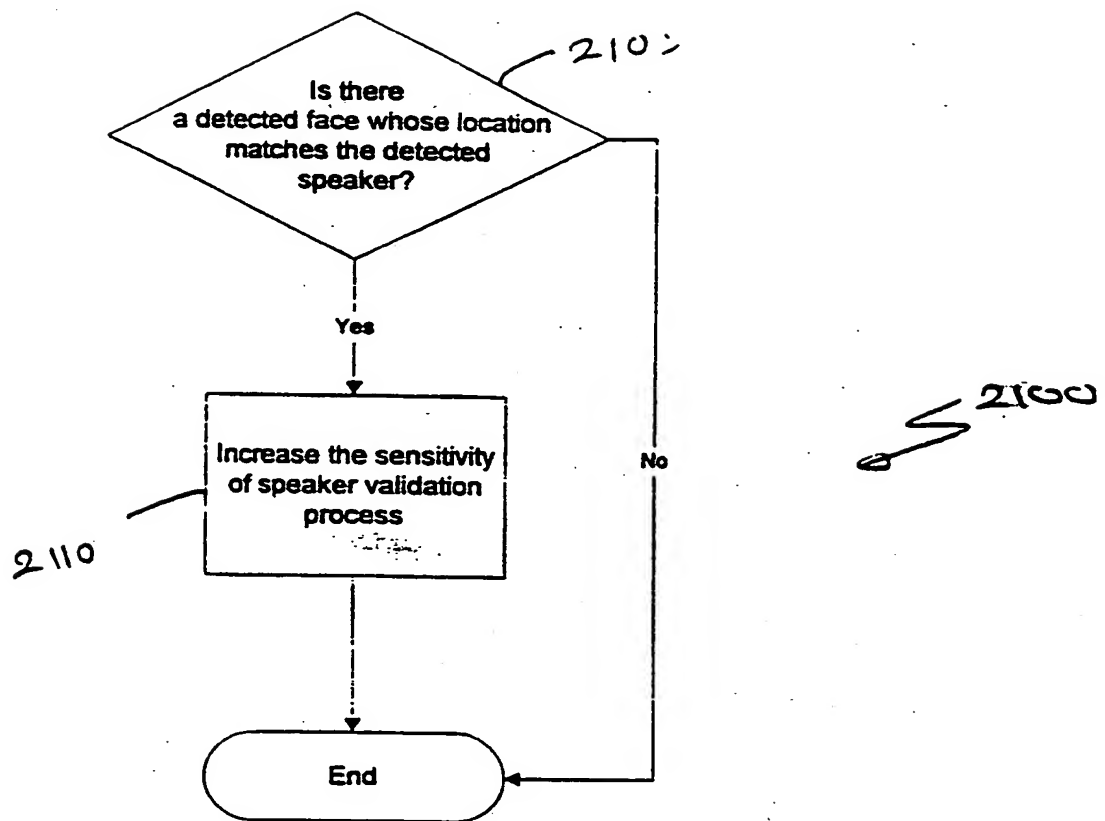 Is there
a detected face whose location
matches the detected
speaker?
Yes
Increase the sensitivity
of speaker validation
process
2110
No
2100
End